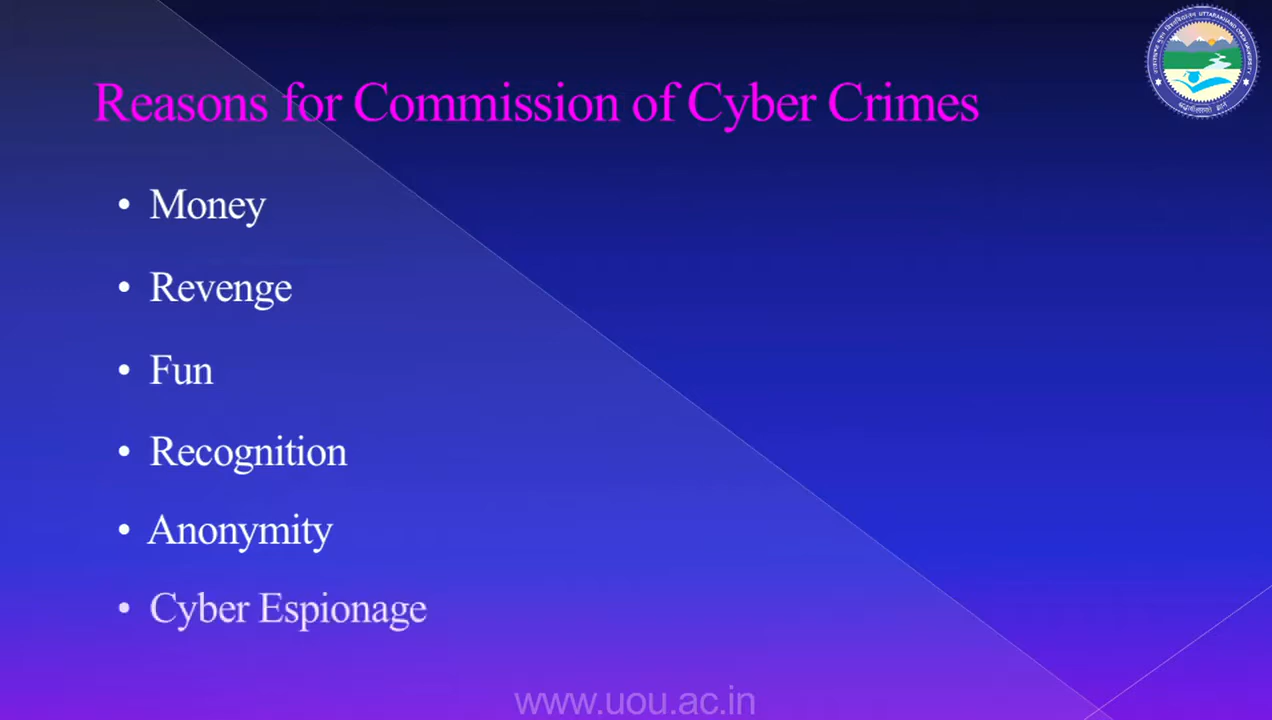 Reasons for Commission of Cyber Crimes
• Money
• Revenge
• Fun
• Recognition
• Anonymity
• Cyber Espionage
www.uou.ac.in